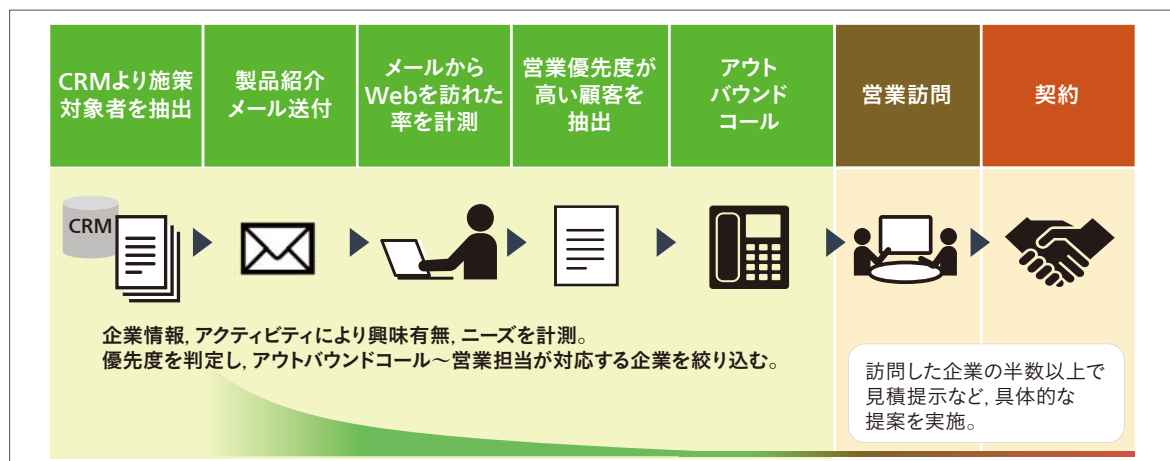 CRMより施策
対象者を抽出
製品紹介
メール送付
メールから
Webを訪れた
率を計測
営業優先度が
高い顧客を
抽出
アウト
バウンド
コール
営業訪問
契約
CRM
企業情報, アクティビティにより興味有無, ニーズを計測。
優先度を判定し, アウトバウンドコール～営業担当が対応する企業を絞り込む。
訪問した企業の半数以上で
見積提示など, 具体的な
提案を実施。